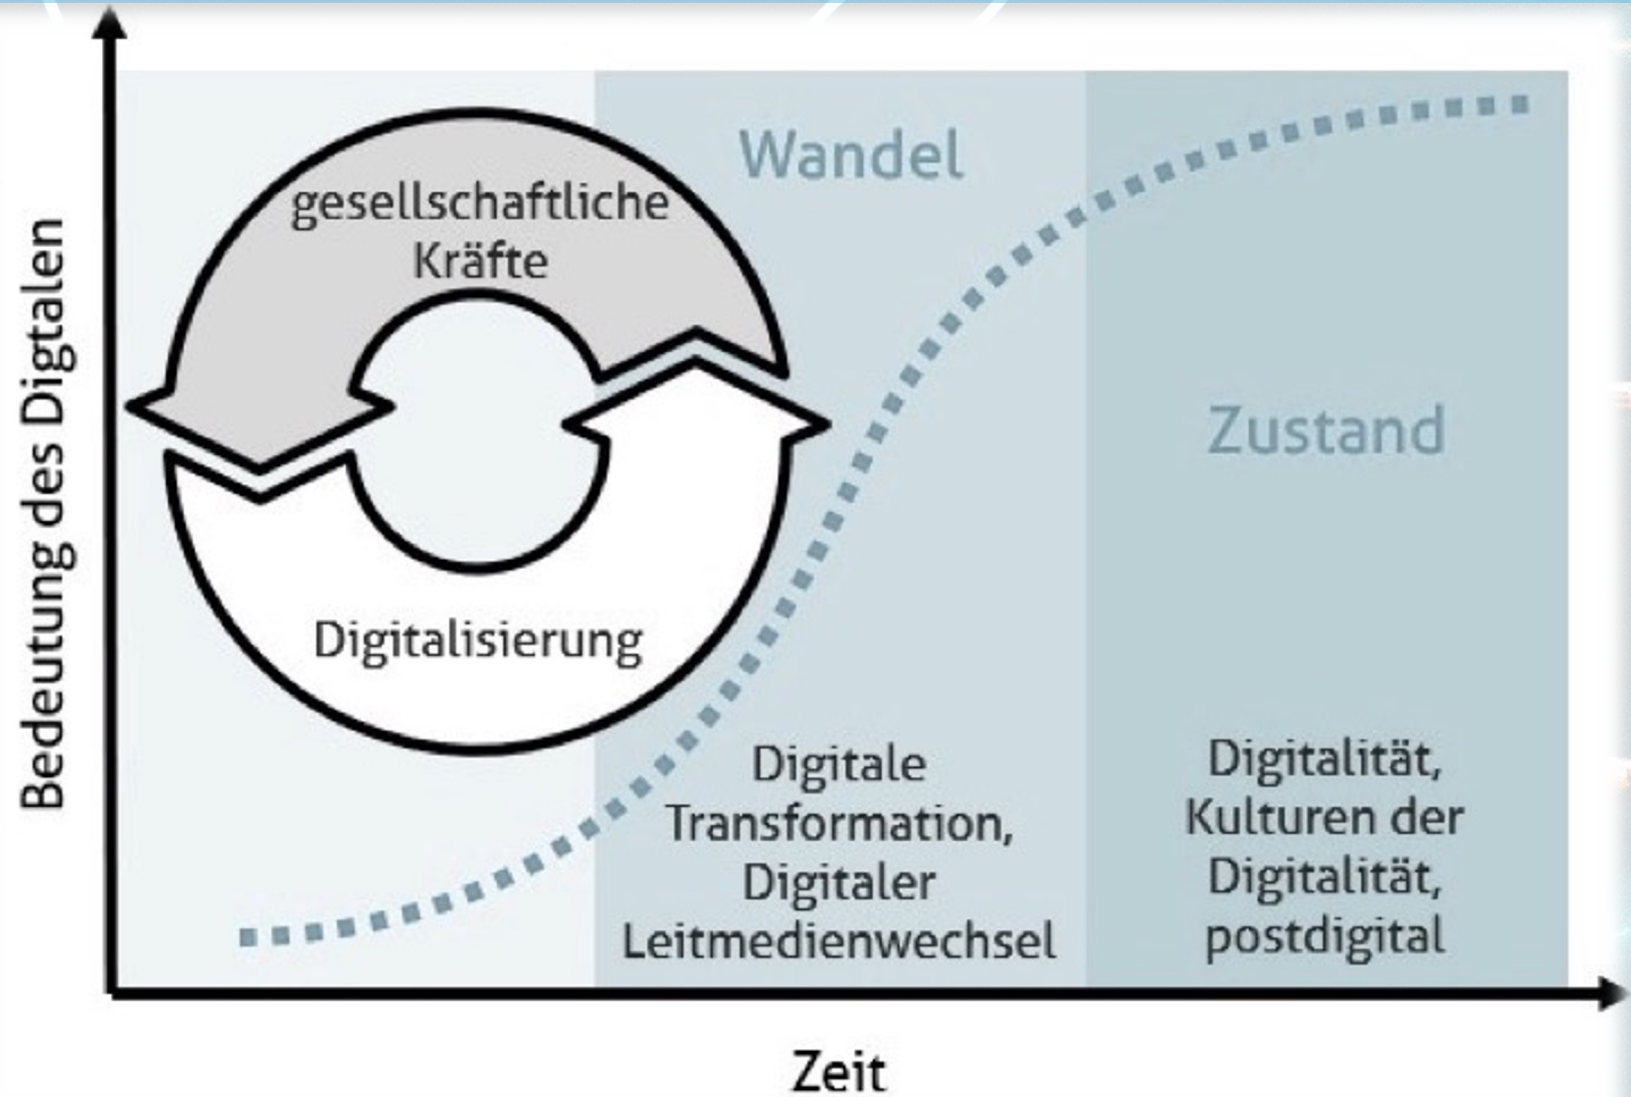 Bedeutung des Digtalen
gesellschaftliche
Kräfte
Digitalisierung
Wandel
Digitale
Transformation,
Digitaler
Leitmedienwechsel
Zustand
Digitalität,
Kulturen der
Digitalität,
postdigital
Zeit